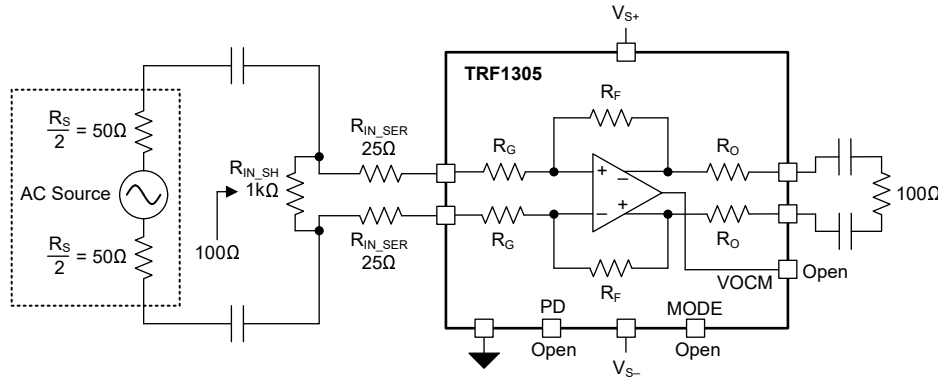 V_S+
TRF1305
R_F
R_S/2 = 50Ω
R_IN_SER
25Ω
R_G
R_O
AC Source
R_IN_SH
1kΩ
100Ω
100Ω
R_S/2 = 50Ω
R_IN_SER
25Ω
R_G
R_O
R_F
VOCM
Open
PD
Open
MODE
Open
V_S–
+
–
–
+